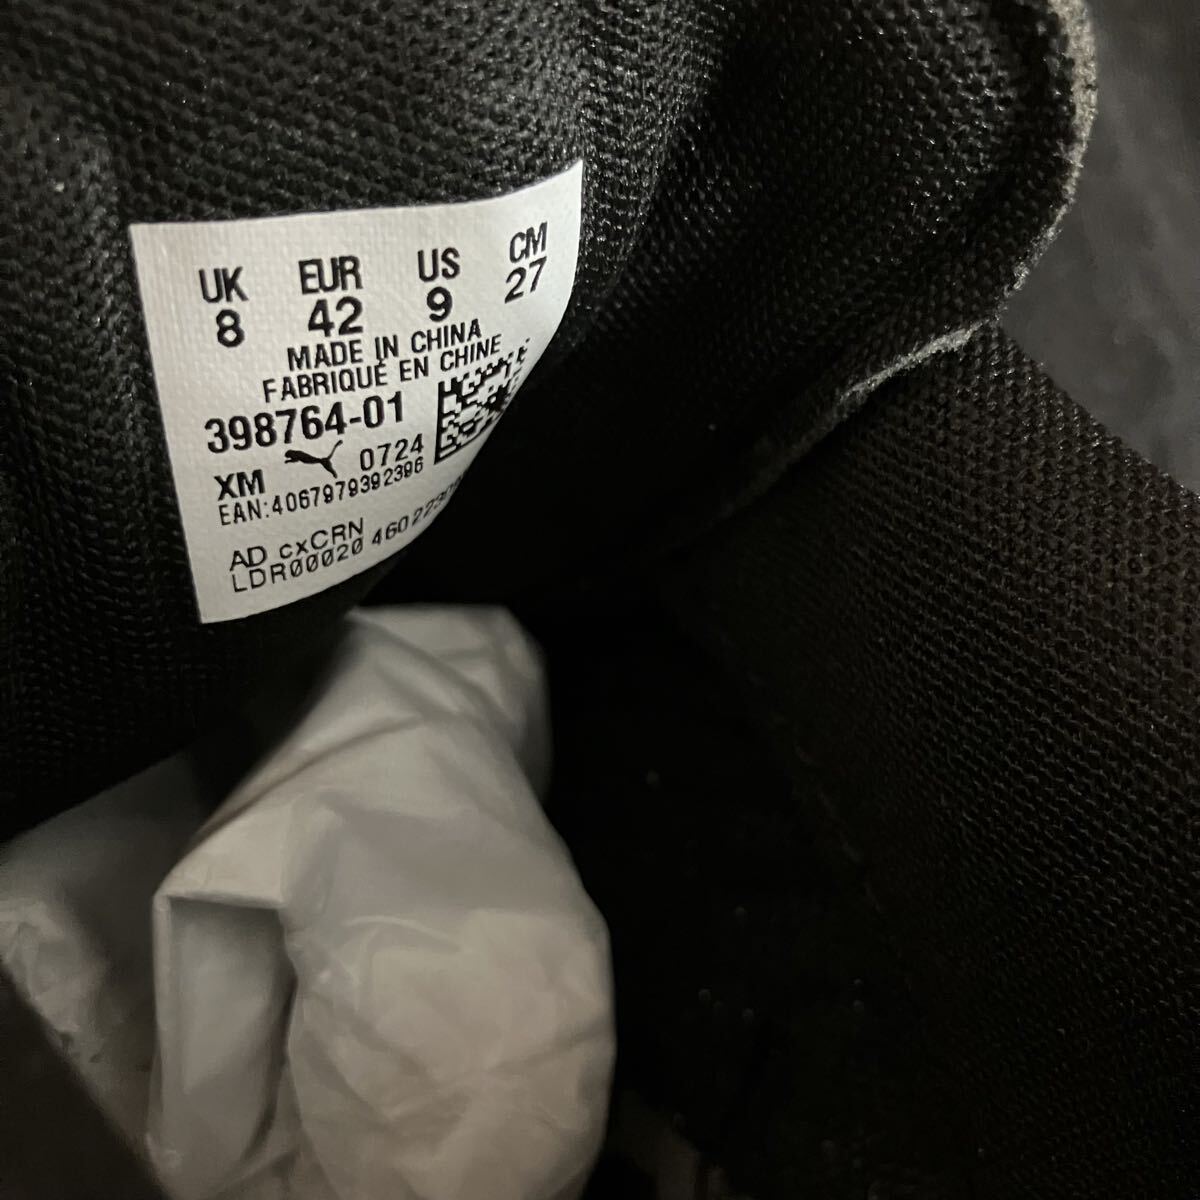 UK EUR US CM
8 42 9 27
MADE IN CHINA
FABRIQUÉ EN CHINE
398764-01
XM 0724
EAN:4067979392396
AD cxCRN
LDR00020